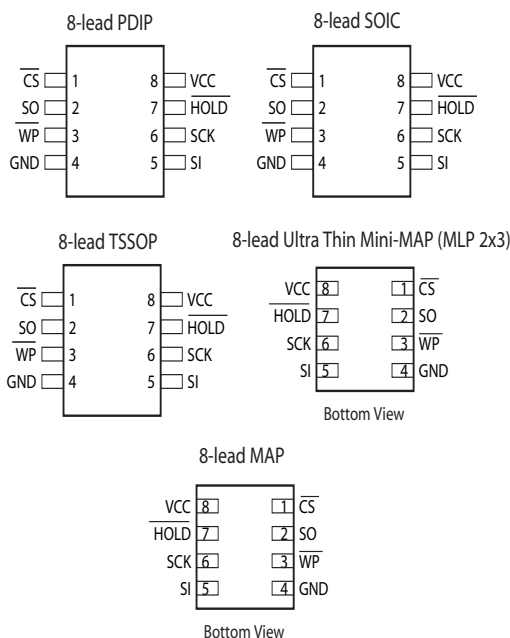 8-lead PDIP
CS 1 8 VCC
SO 2 7 HOLD
WP 3 6 SCK
GND 4 5 SI
8-lead SOIC
CS 1 8 VCC
SO 2 7 HOLD
WP 3 6 SCK
GND 4 5 SI
8-lead TSSOP
CS 1 8 VCC
SO 2 7 HOLD
WP 3 6 SCK
GND 4 5 SI
8-lead Ultra Thin Mini-MAP (MLP 2x3)
VCC 8 1 CS
HOLD 7 2 SO
SCK 6 3 WP
SI 5 4 GND
Bottom View
8-lead MAP
VCC 8 1 CS
HOLD 7 2 SO
SCK 6 3 WP
SI 5 4 GND
Bottom View